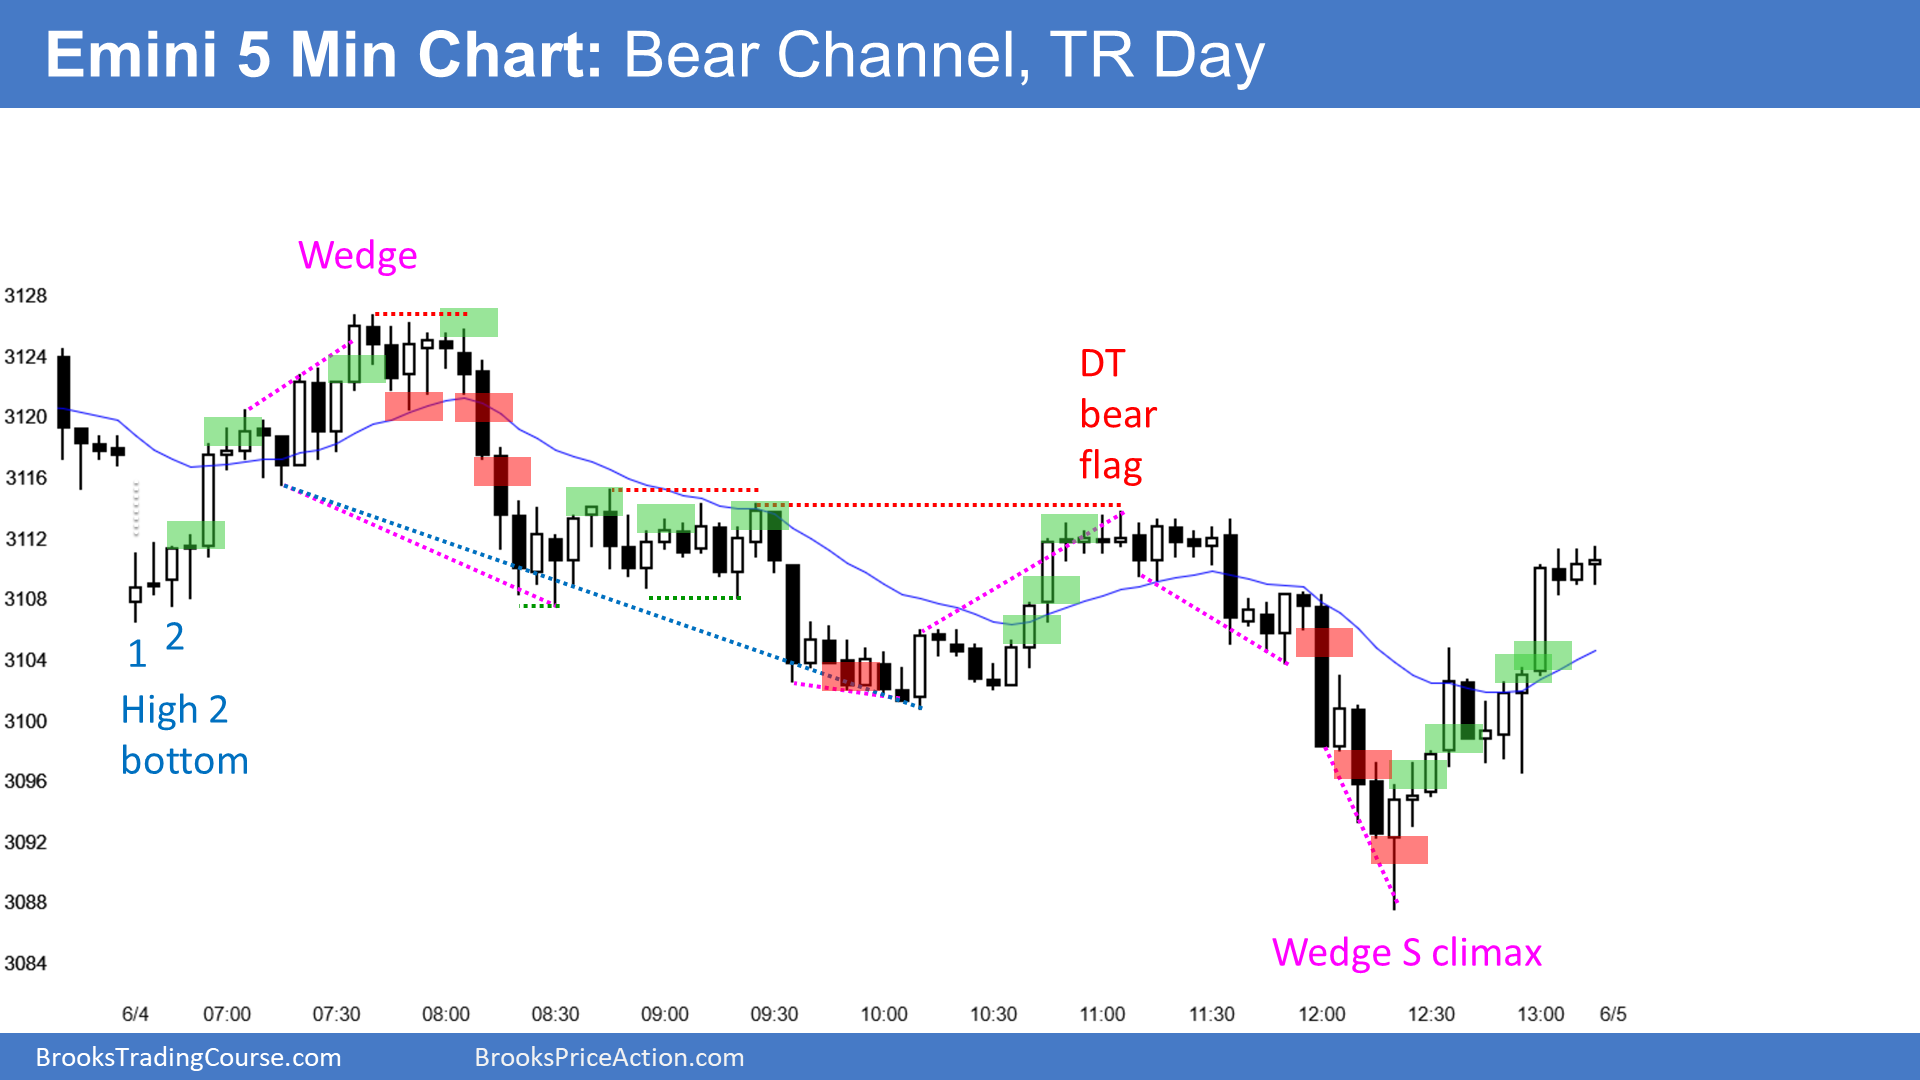 Emini 5 Min Chart: Bear Channel, TR Day
Wedge
3128
3124
3120
3116
3112
3108
3104
3100
3096
3092
3088
3084
DT
bear
flag
1 2
High 2
bottom
Wedge S climax
6/4 07:00 07:30 08:00 08:30 09:00 09:30 10:00 10:30 11:00 11:30 12:00 12:30 13:00 6/5
BrooksTradingCourse.com BrooksPriceAction.com